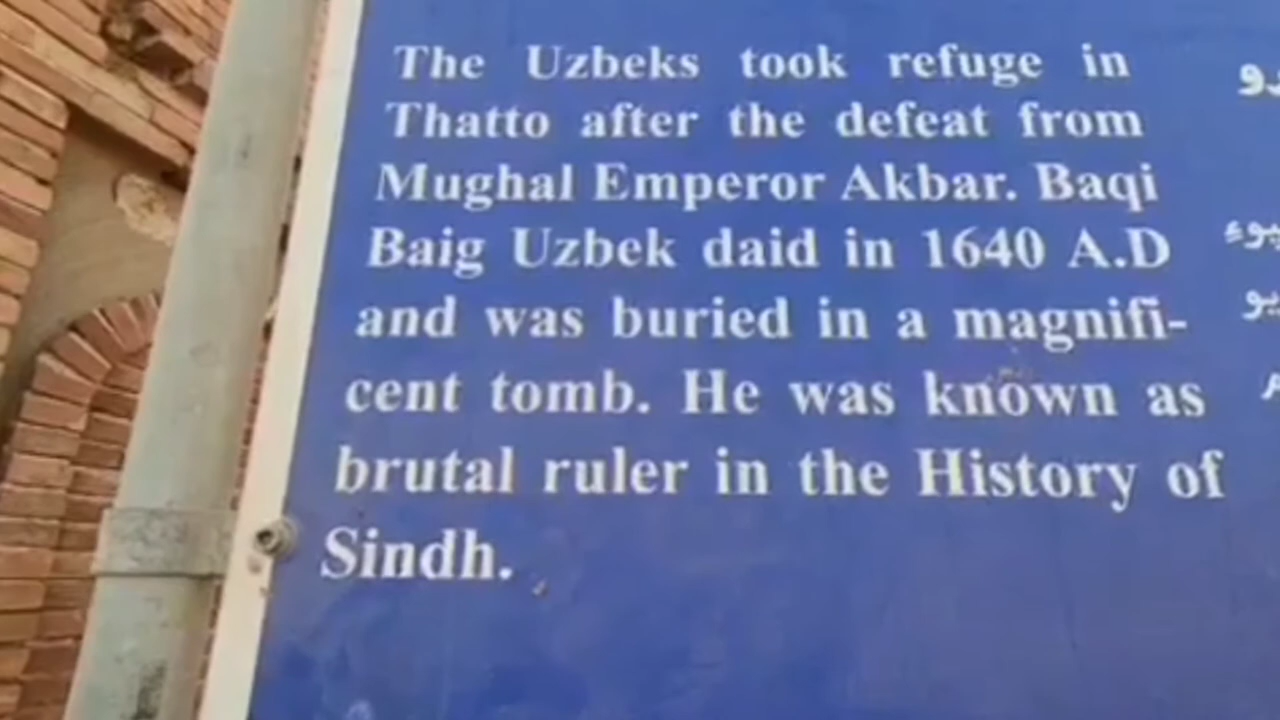 The Uzbeks took refuge in
Thatto after the defeat from
Mughal Emperor Akbar. Baqi
Baig Uzbek daid in 1640 A.D
and was buried in a magnifi-
cent tomb. He was known as
brutal ruler in the History of
Sindh.